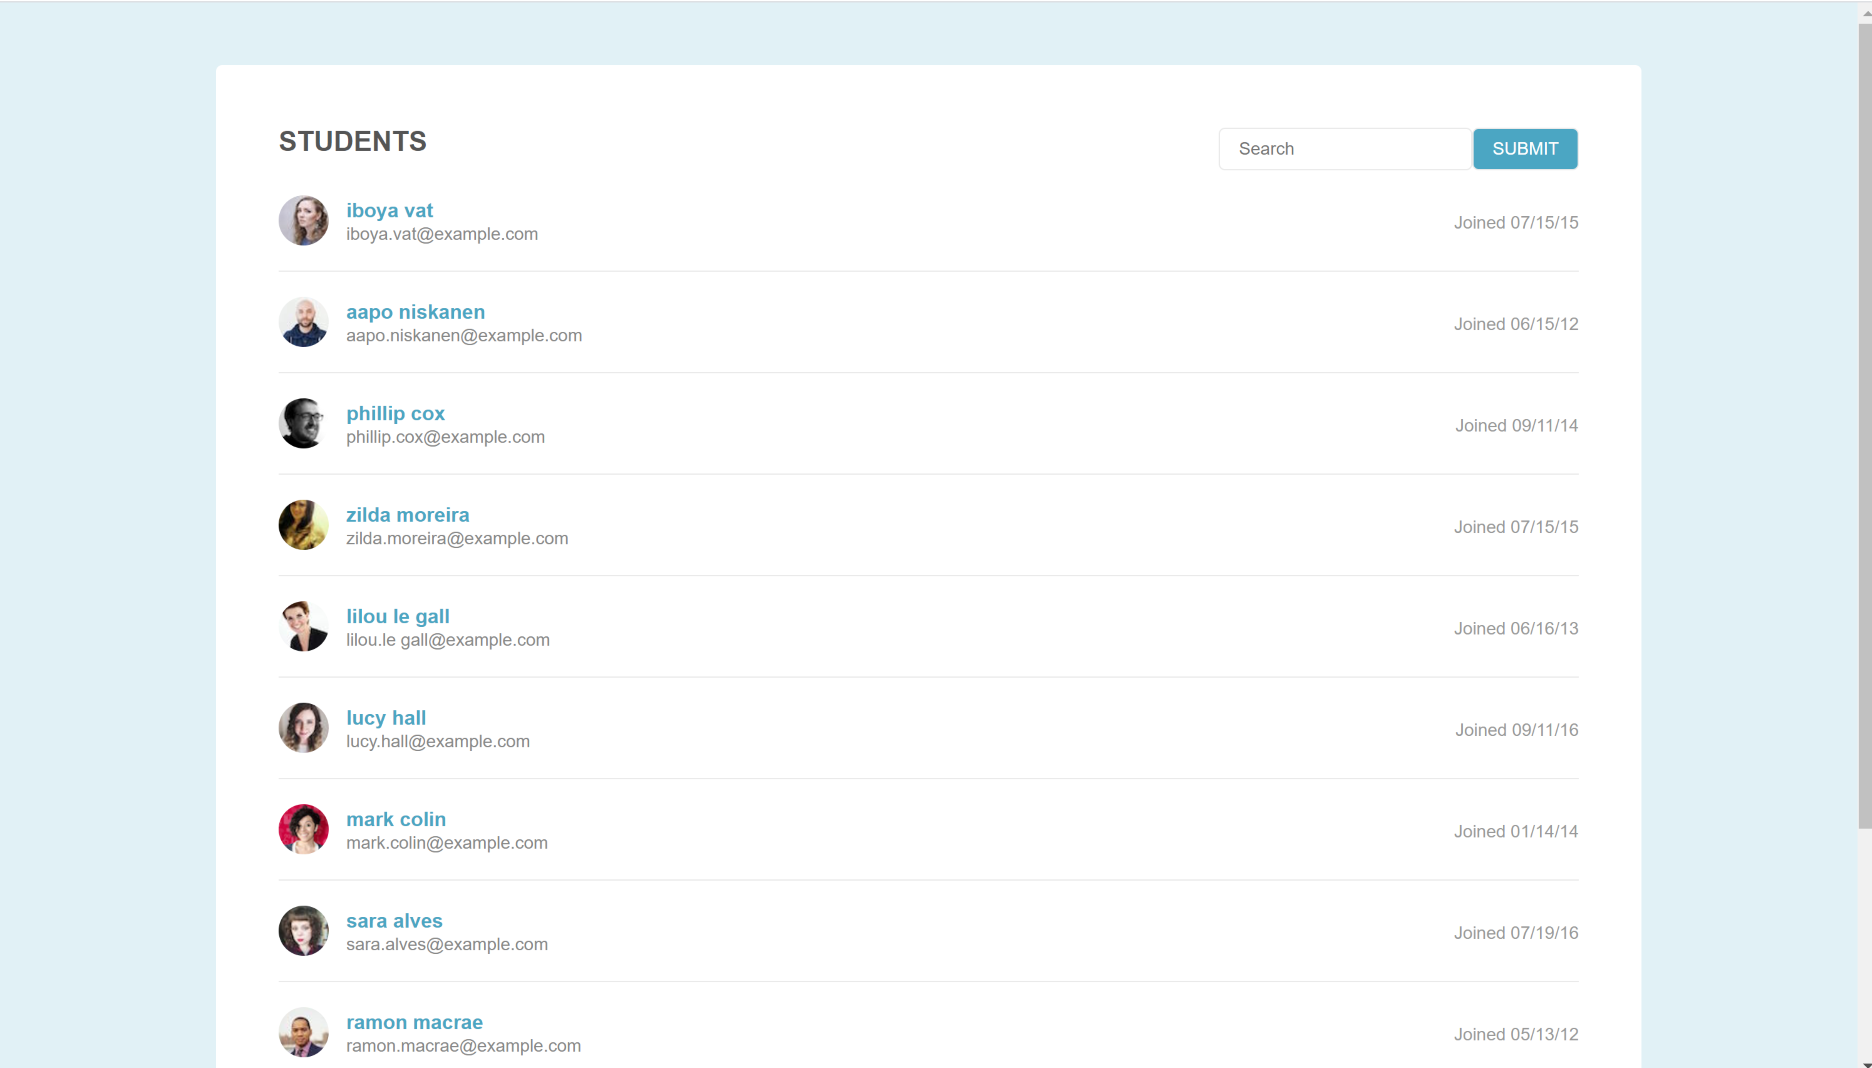 STUDENTS
Search
SUBMIT
iboya vat
iboya.vat@example.com
Joined 07/15/15
aapo niskanen
aapo.niskanen@example.com
Joined 06/15/12
phillip cox
phillip.cox@example.com
Joined 09/11/14
zilda moreira
zilda.moreira@example.com
Joined 07/15/15
lilou le gall
lilou.le gall@example.com
Joined 06/16/13
lucy hall
lucy.hall@example.com
Joined 09/11/16
mark colin
mark.colin@example.com
Joined 01/14/14
sara alves
sara.alves@example.com
Joined 07/19/16
ramon macrae
ramon.macrae@example.com
Joined 05/13/12